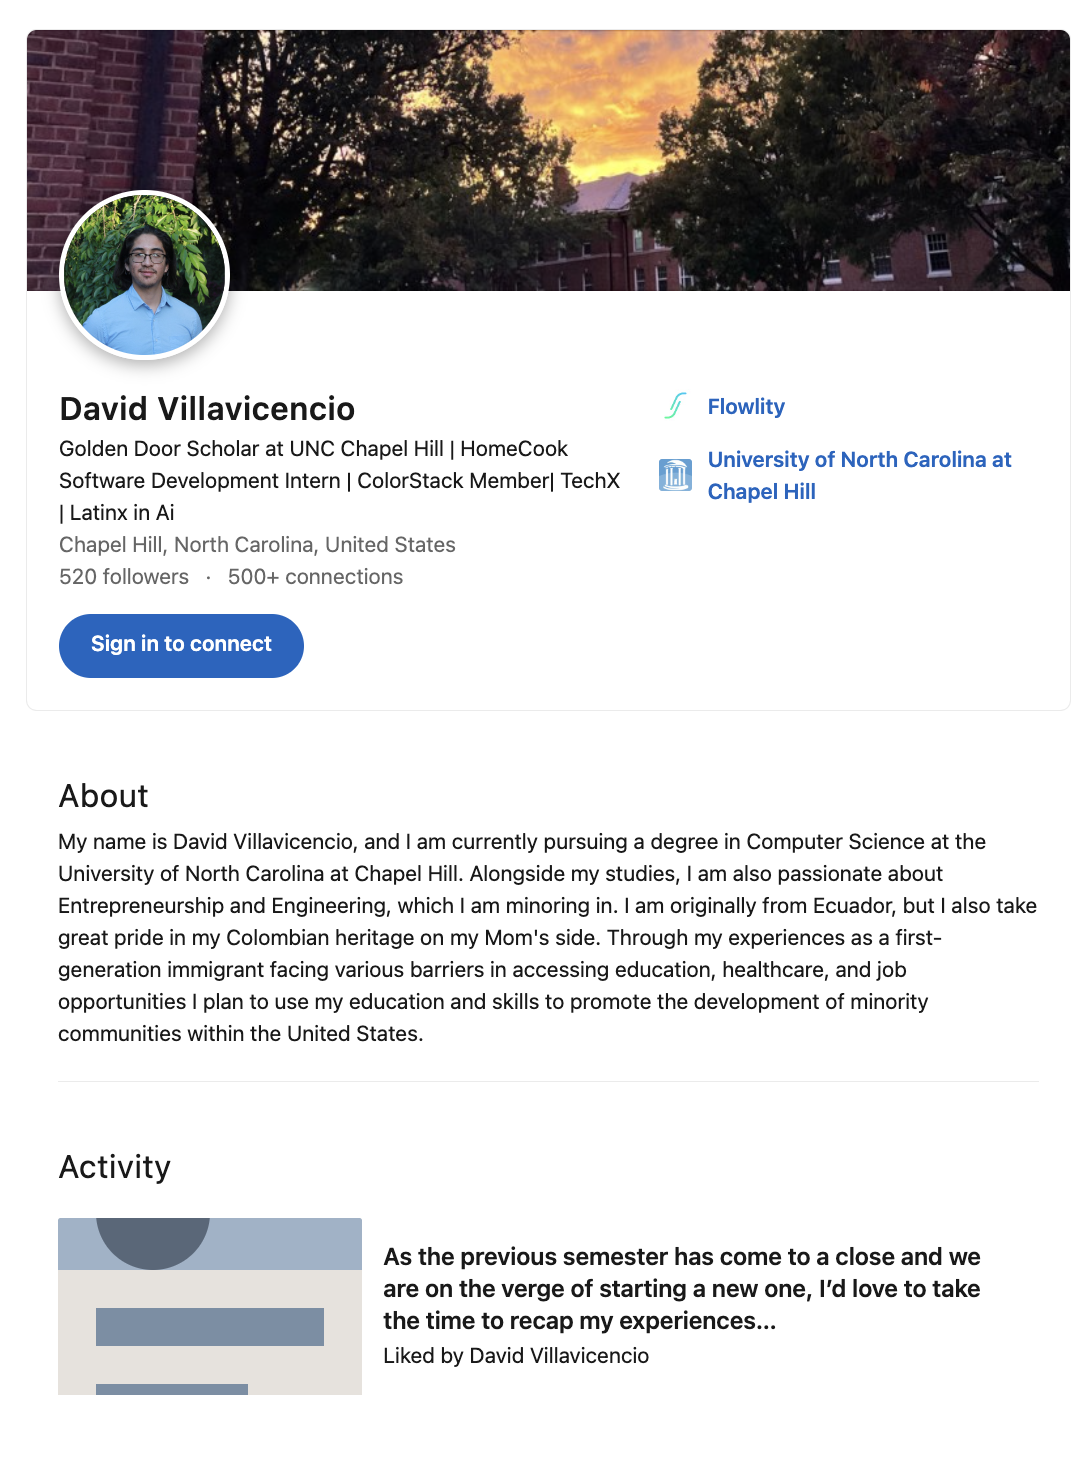 David Villavicencio
Golden Door Scholar at UNC Chapel Hill | HomeCook
Software Development Intern | ColorStack Member| TechX
| Latinx in Ai
Chapel Hill, North Carolina, United States
520 followers · 500+ connections
Sign in to connect
Flowlity
University of North Carolina at
Chapel Hill
About
My name is David Villavicencio, and I am currently pursuing a degree in Computer Science at the
University of North Carolina at Chapel Hill. Alongside my studies, I am also passionate about
Entrepreneurship and Engineering, which I am minoring in. I am originally from Ecuador, but I also take
great pride in my Colombian heritage on my Mom's side. Through my experiences as a first-
generation immigrant facing various barriers in accessing education, healthcare, and job
opportunities I plan to use my education and skills to promote the development of minority
communities within the United States.
Activity
As the previous semester has come to a close and we
are on the verge of starting a new one, I’d love to take
the time to recap my experiences...
Liked by David Villavicencio